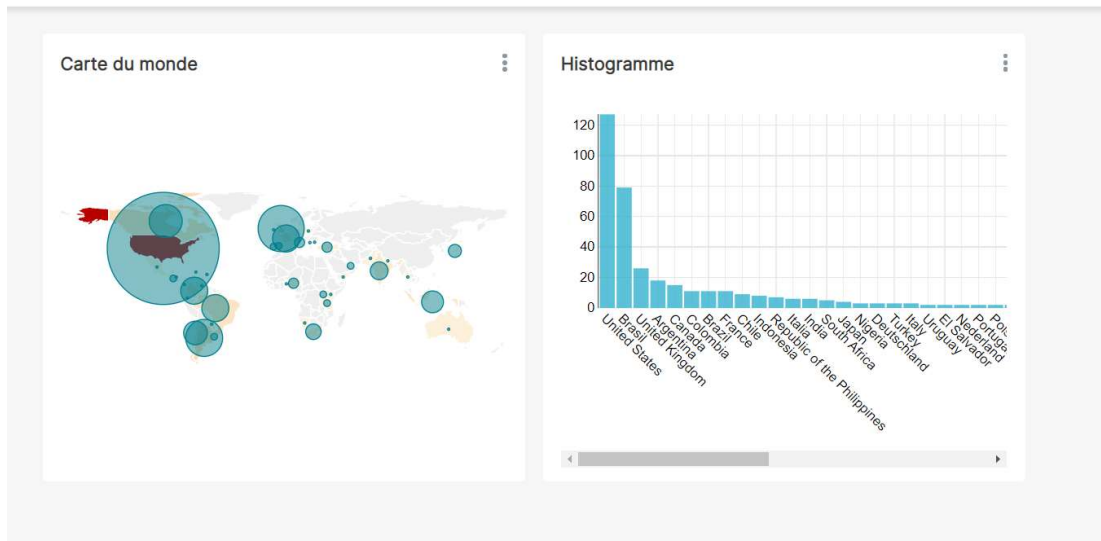 Carte du monde
Histogramme
120
100
80
60
40
20
0
United States
Brasil
United Kingdom
Argentina
Canada
Colombia
Brazil
France
Chile
Indonesia
Republic of the Philippines
Italia
India
South Africa
Japan
Nigeria
Deutschland
Turkey
Italy
Uruguay
El Salvador
Nederland
Portuga
Pol